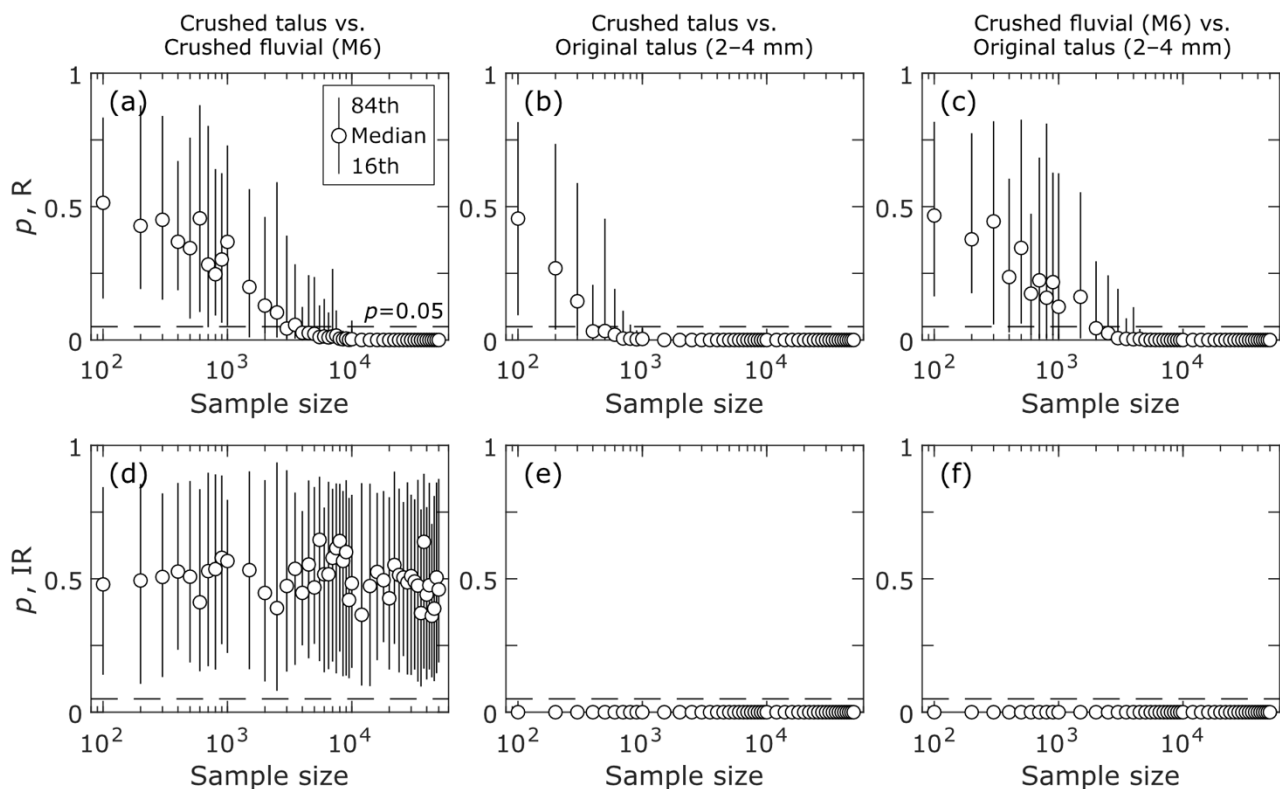 Crushed talus vs.
Crushed fluvial (M6)
Crushed talus vs.
Original talus (2–4 mm)
Crushed fluvial (M6) vs.
Original talus (2–4 mm)
(a)
84th
Median
16th
p=0.05
p, R
1
0.5
0
10^2
10^3
10^4
Sample size
(b)
1
0.5
0
10^2
10^3
10^4
Sample size
(c)
1
0.5
0
10^2
10^3
10^4
Sample size
(d)
p, IR
1
0.5
0
10^2
10^3
10^4
Sample size
(e)
1
0.5
0
10^2
10^3
10^4
Sample size
(f)
1
0.5
0
10^2
10^3
10^4
Sample size